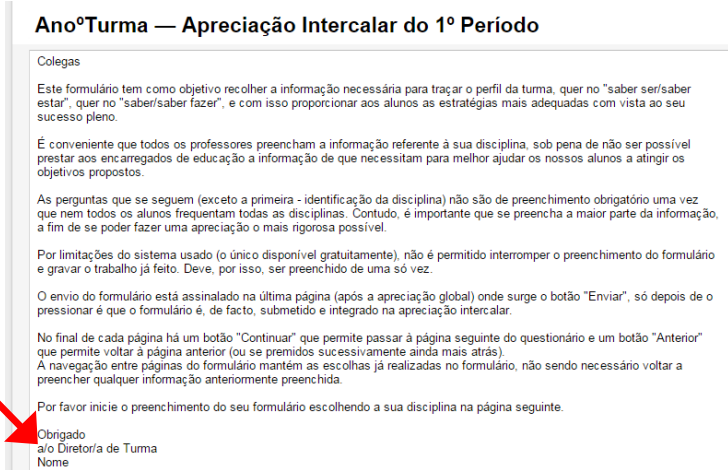 AnoºTurma — Apreciação Intercalar do 1º Período
Colegas
Este formulário tem como objetivo recolher a informação necessária para traçar o perfil da turma, quer no "saber ser/saber
estar", quer no "saber/saber fazer", e com isso proporcionar aos alunos as estratégias mais adequadas com vista ao seu
sucesso pleno.
É conveniente que todos os professores preencham a informação referente à sua disciplina, sob pena de não ser possível
prestar aos encarregados de educação a informação de que necessitam para melhor ajudar os nossos alunos a atingir os
objetivos propostos.
As perguntas que se seguem (exceto a primeira - identificação da disciplina) não são de preenchimento obrigatório uma vez
que nem todos os alunos frequentam todas as disciplinas. Contudo, é importante que se preencha a maior parte da informação,
a fim de se poder fazer uma apreciação o mais rigorosa possível.
Por limitações do sistema usado (o único disponível gratuitamente), não é permitido interromper o preenchimento do formulário
e gravar o trabalho já feito. Deve, por isso, ser preenchido de uma só vez.
O envio do formulário está assinalado na última página (após a apreciação global) onde surge o botão "Enviar", só depois de o
pressionar é que o formulário é, de facto, submetido e integrado na apreciação intercalar.
No final de cada página há um botão "Continuar" que permite passar à página seguinte do questionário e um botão "Anterior"
que permite voltar à página anterior (ou se premidos sucessivamente ainda mais atrás).
A navegação entre páginas do formulário mantém as escolhas já realizadas no formulário, não sendo necessário voltar a
preencher qualquer informação anteriormente preenchida.
Por favor inicie o preenchimento do seu formulário escolhendo a sua disciplina na página seguinte.
Obrigado
a/o Diretor/a de Turma
Nome